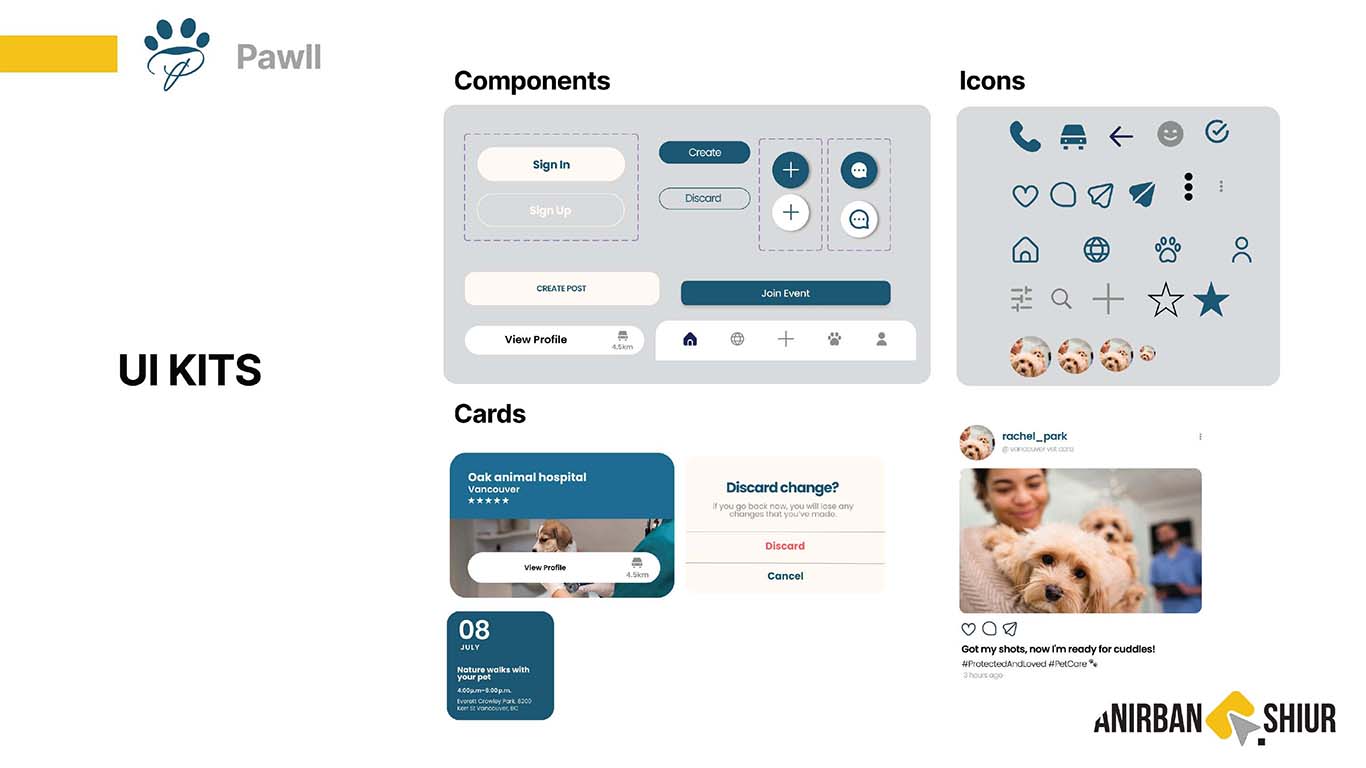 Pawll
Components
Icons
Sign In
Sign Up
Create
Discard
CREATE POST
Join Event
View Profile
4.5km
UI KITS
Cards
Oak animal hospital
Vancouver
View Profile
4.5km
Discard change?
If you go back now, you will lose any
changes that you've made.
Discard
Cancel
08
JULY
Nature walks with
your pet
4:00p.m-6:00p.m.
Everett Crowley Park, 8200
Kerr St Vancouver, BC
rachel_park
@ vancouver vet care
Got my shots, now I'm ready for cuddles!
#ProtectedAndLoved #PetCare 🐾
3 hours ago
ANIRBAN SHIUR